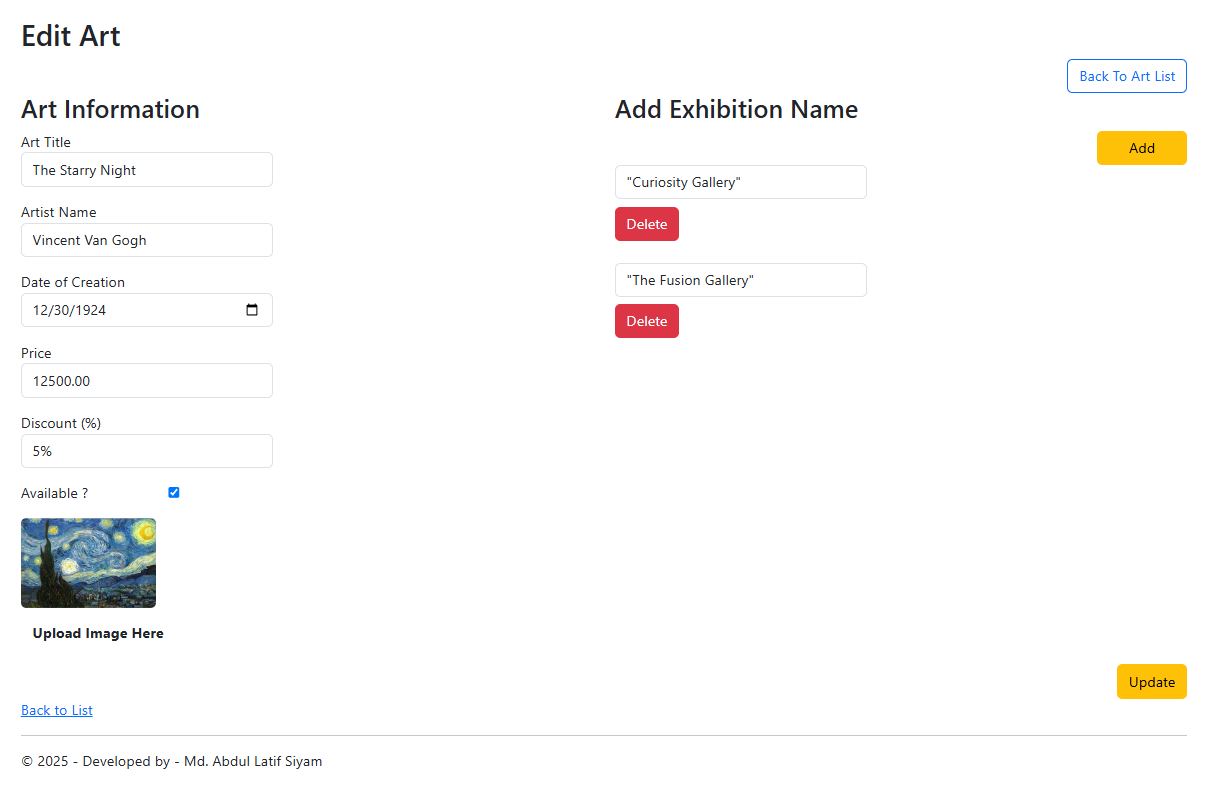 Edit Art
Back To Art List
Art Information
Art Title
The Starry Night
Artist Name
Vincent Van Gogh
Date of Creation
12/30/1924
Price
12500.00
Discount (%)
5%
Available ?
Upload Image Here
Add Exhibition Name
Add
"Curiosity Gallery"
Delete
"The Fusion Gallery"
Delete
Update
Back to List
© 2025 - Developed by - Md. Abdul Latif Siyam